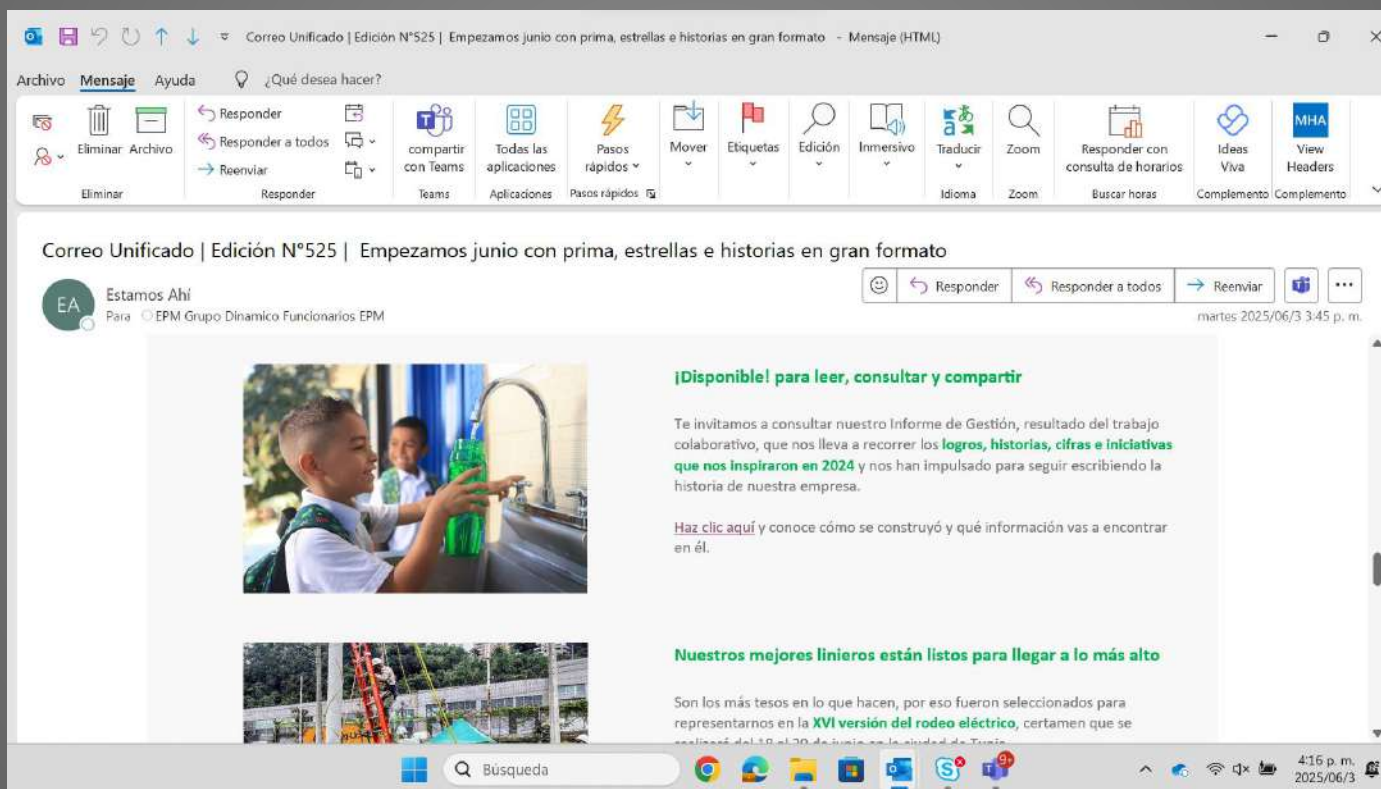 Correo Unificado | Edición N°525 | Empezamos junio con prima, estrellas e historias en gran formato - Mensaje (HTML)
Archivo Mensaje Ayuda ¿Qué desea hacer?
Eliminar Archivo
Responder
Responder a todos
Reenviar
compartir con Teams
Todas las aplicaciones
Pasos rápidos
Mover
Etiquetas
Edición
Inmersivo
Traducir
Zoom
Responder con consulta de horarios
Ideas Viva
MHA
View Headers
Eliminar Responder Teams Aplicaciones Pasos rápidos Idioma Zoom Buscar horas Complemento Complemento
Correo Unificado | Edición N°525 | Empezamos junio con prima, estrellas e historias en gran formato
EA
Estamos Ahí
Para EPM Grupo Dinamico Funcionarios EPM
Responder Responder a todos Reenviar
martes 2025/06/3 3:45 p. m.
¡Disponible! para leer, consultar y compartir
Te invitamos a consultar nuestro Informe de Gestión, resultado del trabajo
colaborativo, que nos lleva a recorrer los logros, historias, cifras e iniciativas
que nos inspiraron en 2024 y nos han impulsado para seguir escribiendo la
historia de nuestra empresa.
Haz clic aquí y conoce cómo se construyó y qué información vas a encontrar
en él.
Nuestros mejores linieros están listos para llegar a lo más alto
Son los más tesos en lo que hacen, por eso fueron seleccionados para
representarnos en la XVI versión del rodeo eléctrico, certamen que se
Búsqueda
9+
4:16 p. m.
2025/06/3